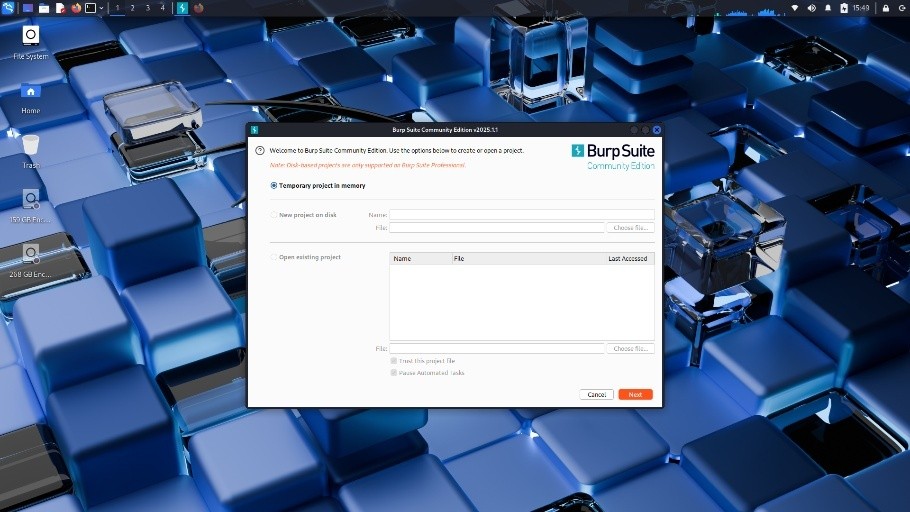 1 2 3 4
15:49
File System
Home
Trash
159 GB Enc...
268 GB Enc...
Burp Suite Community Edition v2025.1.1
Welcome to Burp Suite Community Edition. Use the options below to create or open a project.
Note: Disk-based projects are only supported on Burp Suite Professional.
Burp Suite
Community Edition
Temporary project in memory
New project on disk
Name:
File:
Choose file...
Open existing project
Name
File
Last Accessed
File:
Choose file...
Trust this project file
Pause Automated Tasks
Cancel
Next